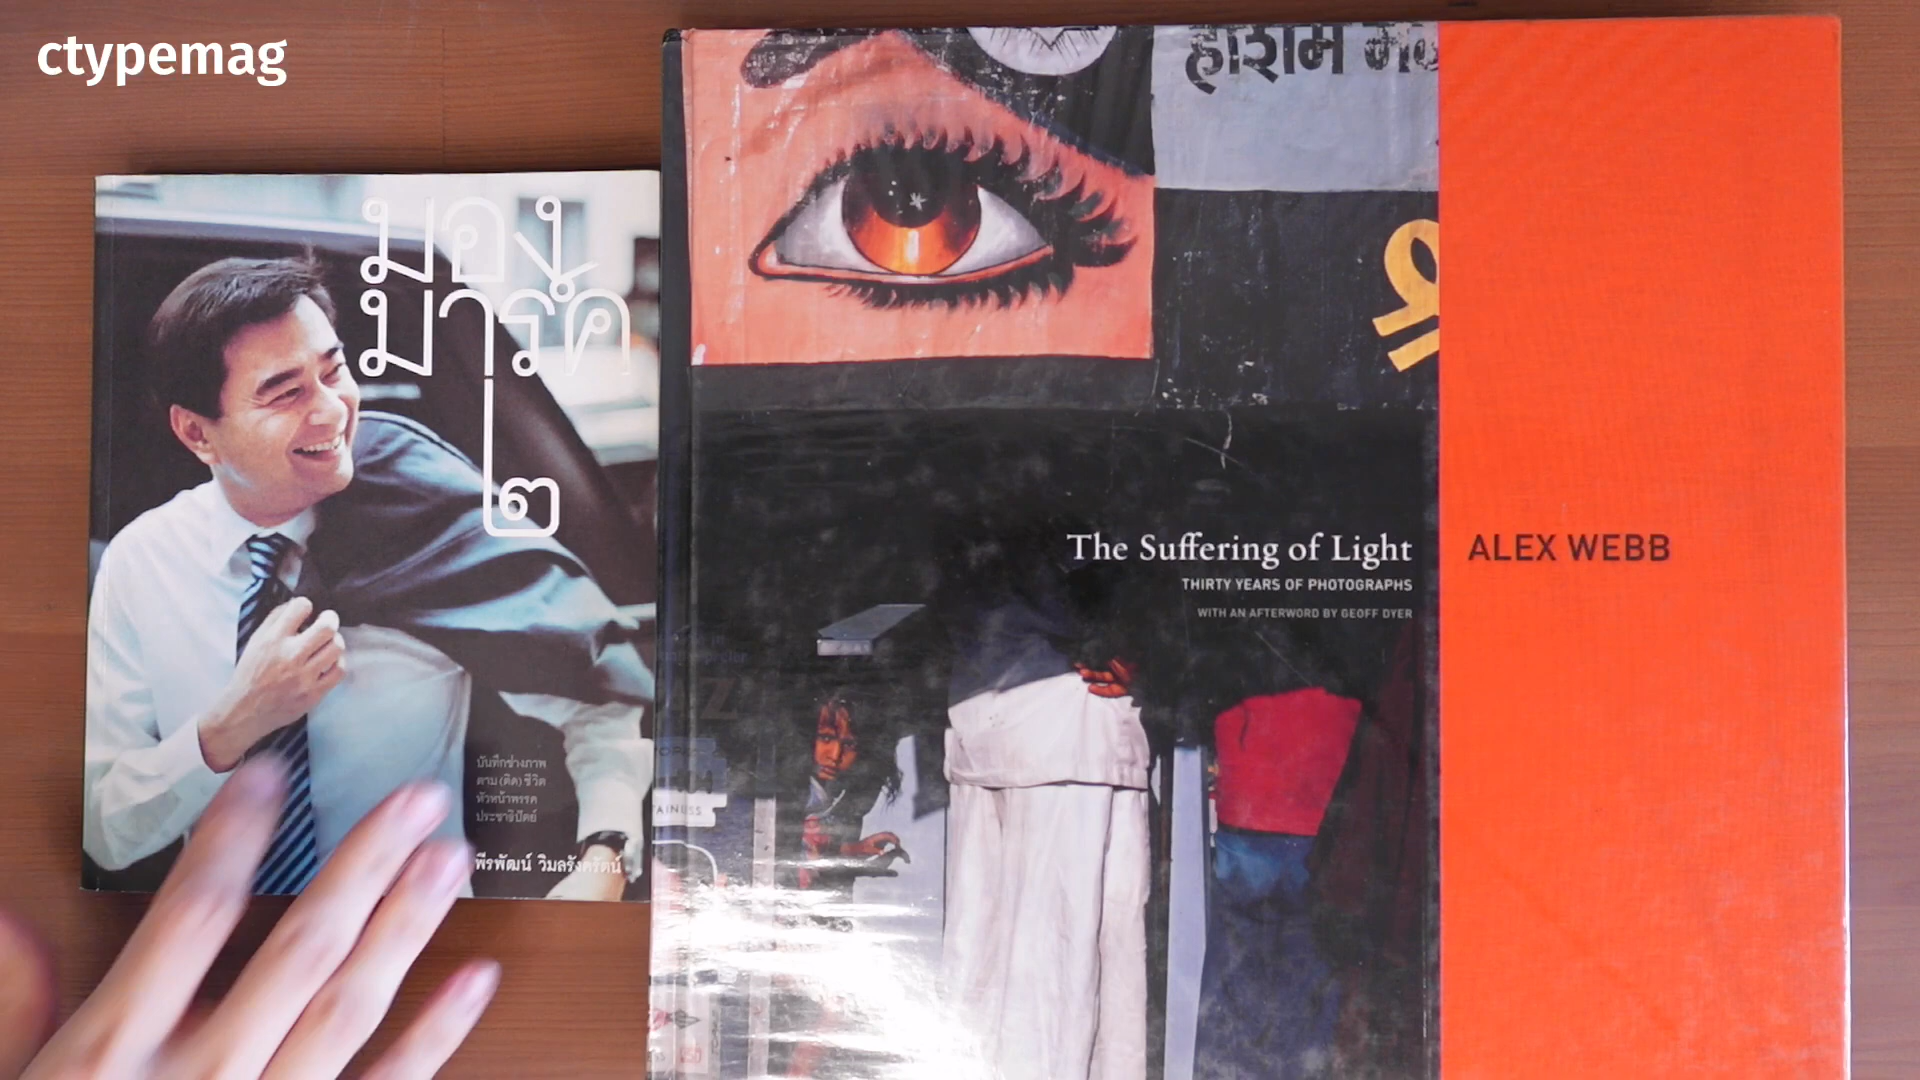 ctypemag
มอง
มาร์ค
๒
บันทึกช่างภาพ
ตาม (ติด) ชีวิต
หัวหน้าพรรค
ประชาธิปัตย์
พีรพัฒน์ วิมลรังครัตน์
The Suffering of Light
THIRTY YEARS OF PHOTOGRAPHS
WITH AN AFTERWORD BY GEOFF DYER
ALEX WEBB